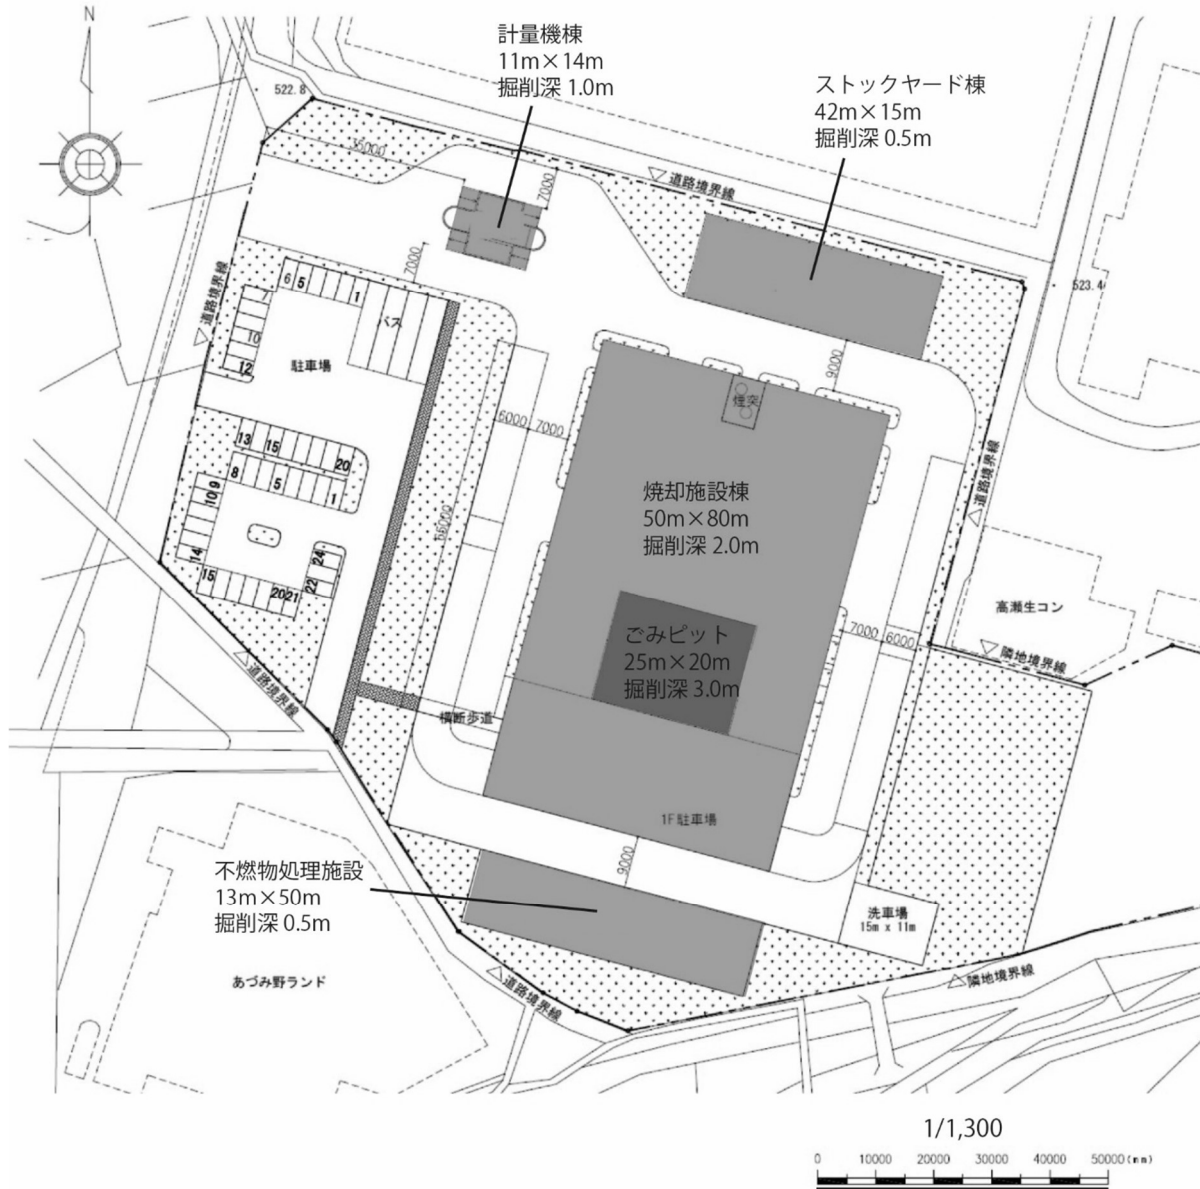 N
計量機棟
11m×14m
掘削深 1.0m
ストックヤード棟
42m×15m
掘削深 0.5m
522.8
35000
7000
道路境界線
7000
523.4
道路境界線
6
5
1
バス
7
10
12
駐車場
9000
煙突
6000
7000
13
15
20
8
5
1
9
10
14
15
20
21
22
24
66000
焼却施設棟
50m×80m
掘削深 2.0m
道路境界線
高瀬生コン
ごみピット
25m×20m
掘削深 3.0m
7000
6000
隣地境界線
道路境界線
横断歩道
1F駐車場
9000
不燃物処理施設
13m×50m
掘削深 0.5m
洗車場
15m x 11m
あづみ野ランド
道路境界線
隣地境界線
1/1,300
0 10000 20000 30000 40000 50000(mm)